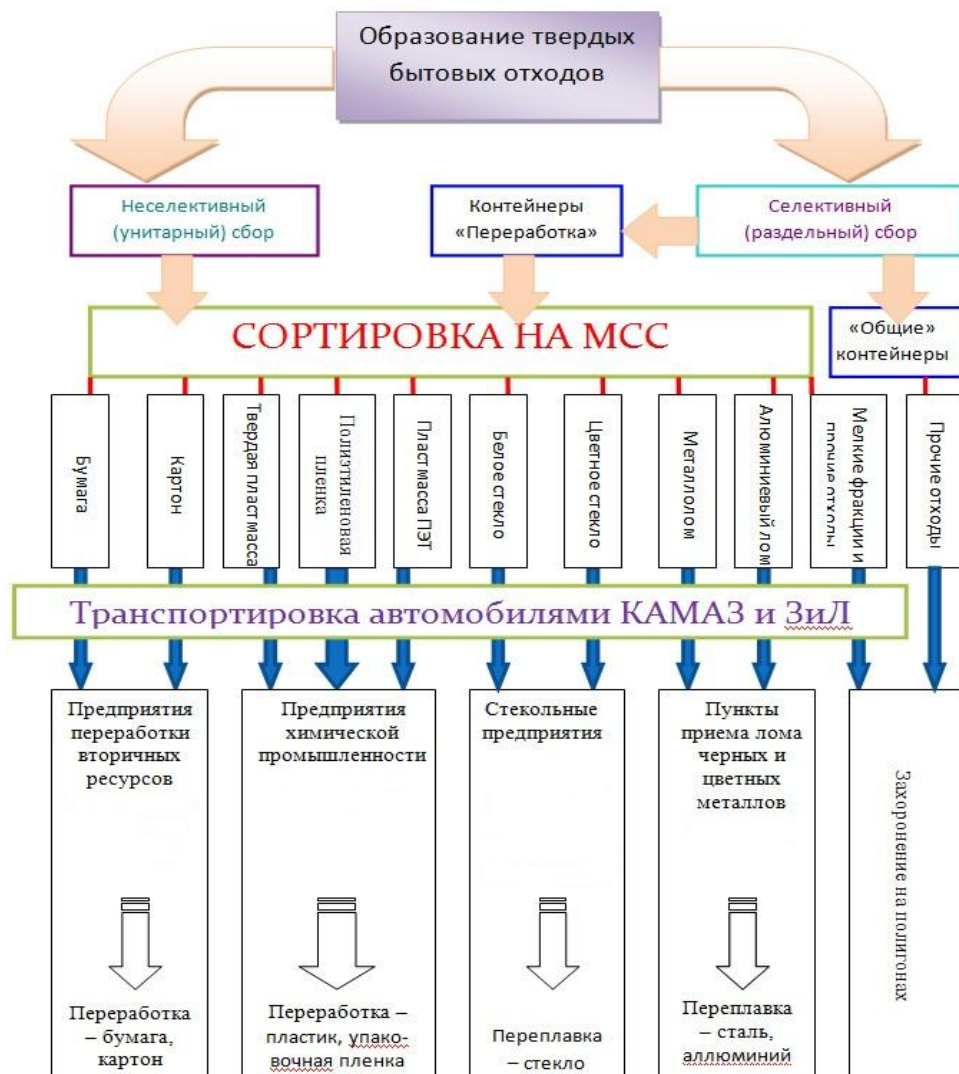 Образование твердых
бытовых отходов
Неселективный
(унитарный) сбор
Контейнеры
«Переработка»
Селективный
(раздельный) сбор
СОРТИРОВКА НА МСС
«Общие»
контейнеры
Бумага
Картон
Твердая пластмасса
Полиэтиленовая
пленка
Пластмасса ПЭТ
Белое стекло
Цветное стекло
Металлолом
Алюминиевый лом
Мелкие фракции и
прочие отходы
Прочие отходы
Транспортировка автомобилями КАМАЗ и ЗиЛ
Предприятия
переработки
вторичных
ресурсов
Предприятия
химической
промышленности
Стекольные
предприятия
Пункты
приема лома
черных и
цветных
металлов
Захоронение на полигонах
Переработка
– бумага,
картон
Переработка –
пластик, упако-
вочная пленка
Переплавка
– стекло
Переплавка
– сталь,
аллюминий